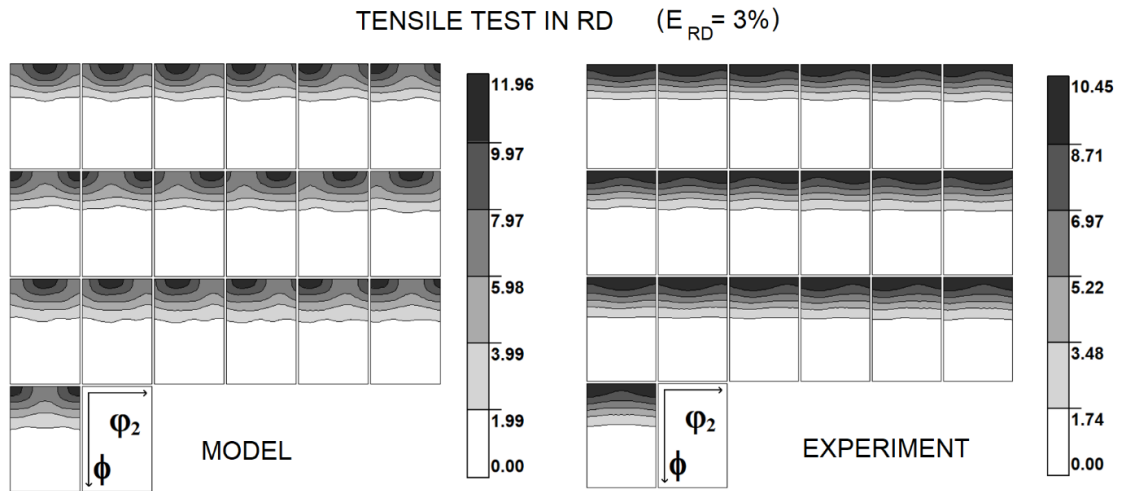 TENSILE TEST IN RD (E RD = 3%)
11.96
9.97
7.97
5.98
3.99
1.99
0.00
φ2
ϕ
MODEL
10.45
8.71
6.97
5.22
3.48
1.74
0.00
φ2
ϕ
EXPERIMENT